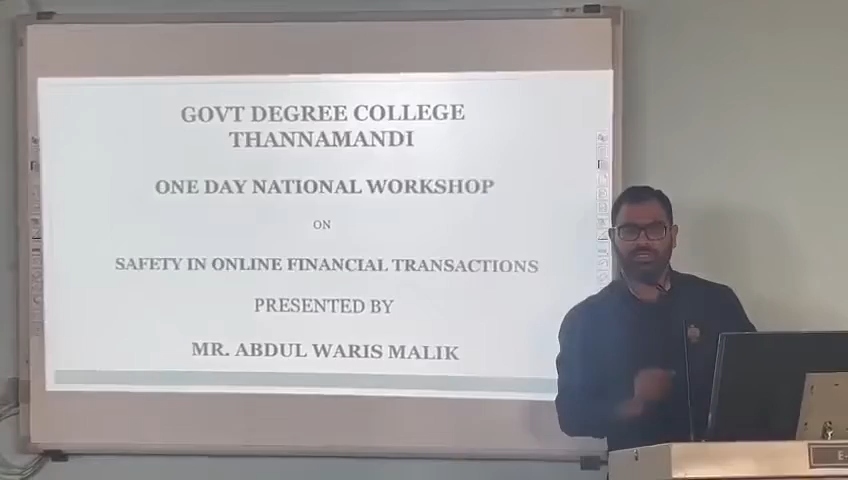 GOVT DEGREE COLLEGE
THANNAMANDI
ONE DAY NATIONAL WORKSHOP
ON
SAFETY IN ONLINE FINANCIAL TRANSACTIONS
PRESENTED BY
MR. ABDUL WARIS MALIK
E-